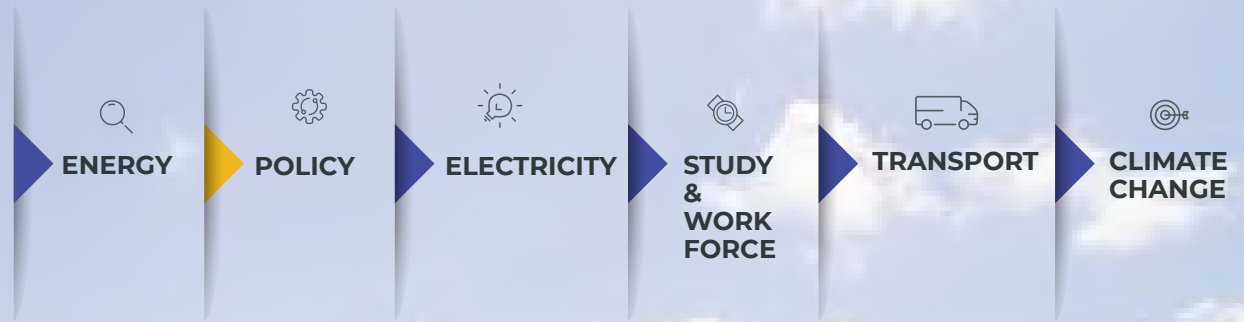 ENERGY
POLICY
ELECTRICITY
STUDY
&
WORK
FORCE
TRANSPORT
CLIMATE
CHANGE